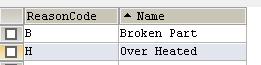 ReasonCode Name
B Broken Part
H Over Heated